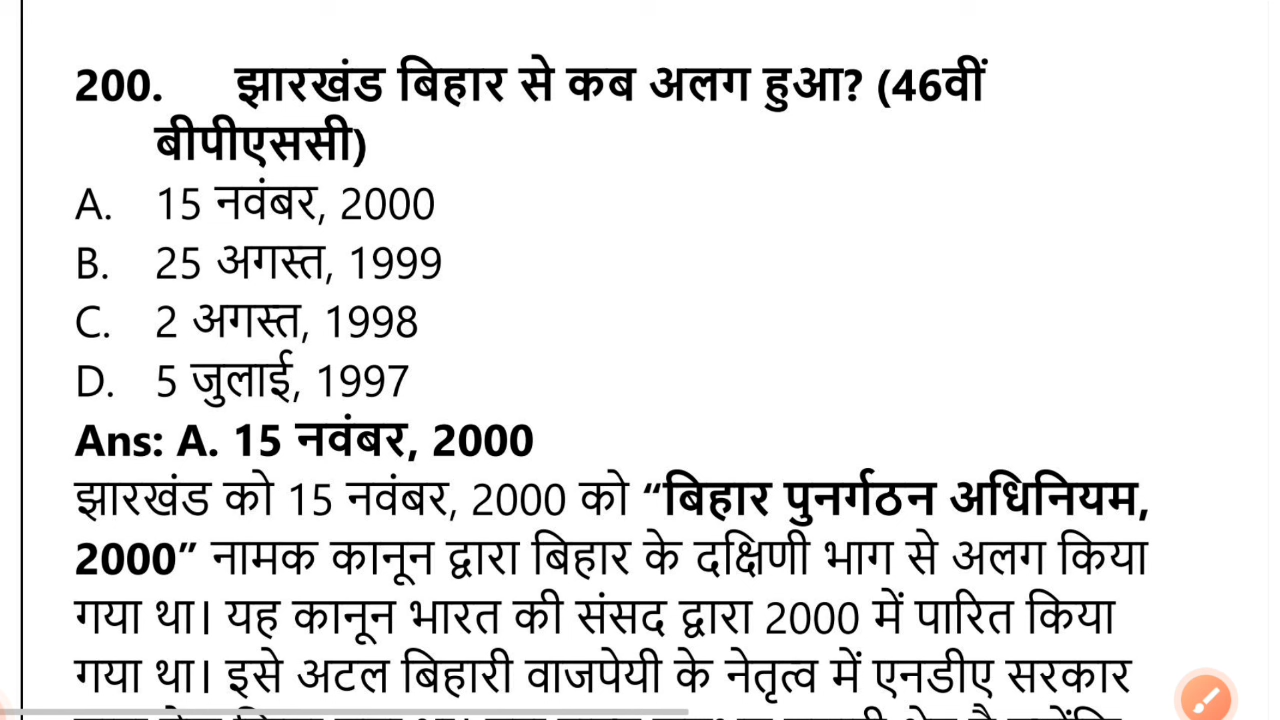 200. झारखंड बिहार से कब अलग हुआ? (46वीं
बीपीएससी)
A. 15 नवंबर, 2000
B. 25 अगस्त, 1999
C. 2 अगस्त, 1998
D. 5 जुलाई, 1997
Ans: A. 15 नवंबर, 2000
झारखंड को 15 नवंबर, 2000 को “बिहार पुनर्गठन अधिनियम,
2000” नामक कानून द्वारा बिहार के दक्षिणी भाग से अलग किया
गया था। यह कानून भारत की संसद द्वारा 2000 में पारित किया
गया था। इसे अटल बिहारी वाजपेयी के नेतृत्व में एनडीए सरकार